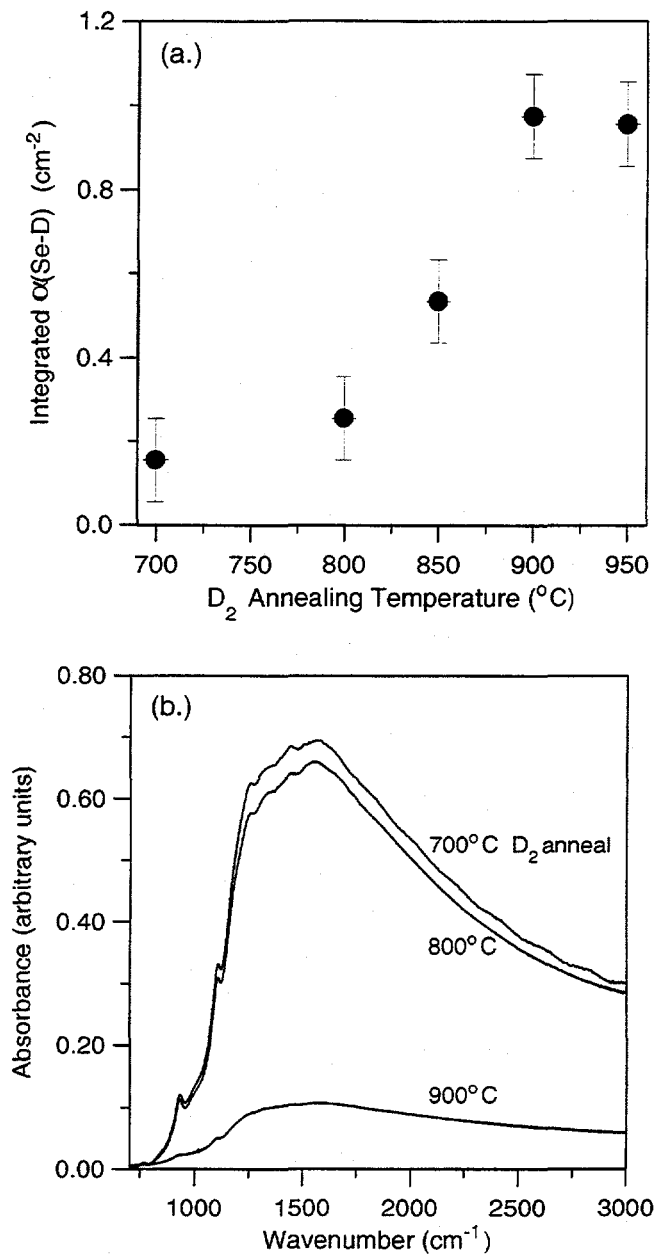 (a.)
1.2
0.8
0.4
0.0
Integrated α(Se-D) (cm⁻²)
700 750 800 850 900 950
D₂ Annealing Temperature (°C)
(b.)
0.80
0.60
0.40
0.20
0.00
Absorbance (arbitrary units)
700°C D₂ anneal
800°C
900°C
1000 1500 2000 2500 3000
Wavenumber (cm⁻¹)